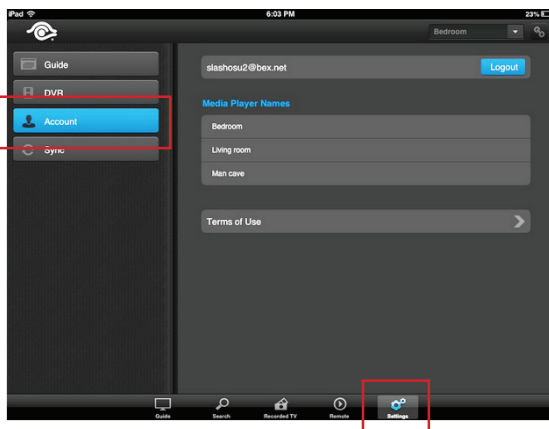 iPad 6:03 PM 23%
Bedroom
Guide
DVR
Account
Sync
slashosu2@bex.net Logout
Media Player Names
Bedroom
Living room
Man cave
Terms of Use
Guide Search Recorded TV Remote Settings